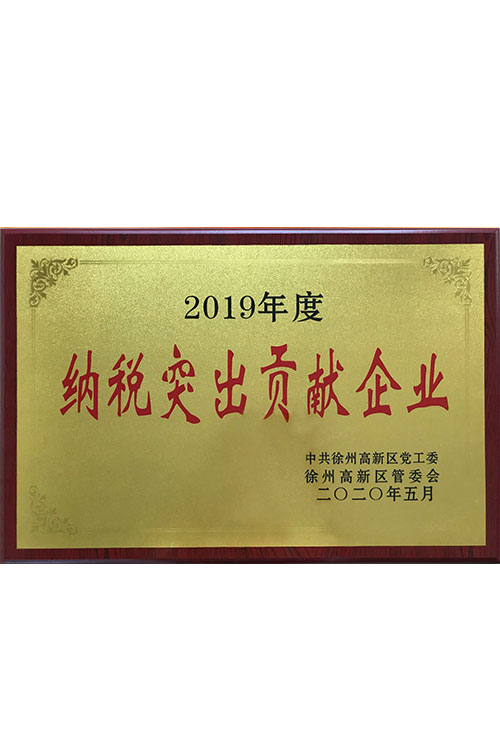 2019年度
纳税突出贡献企业
中共徐州高新区党工委
徐州高新区管委会
二〇二〇年五月